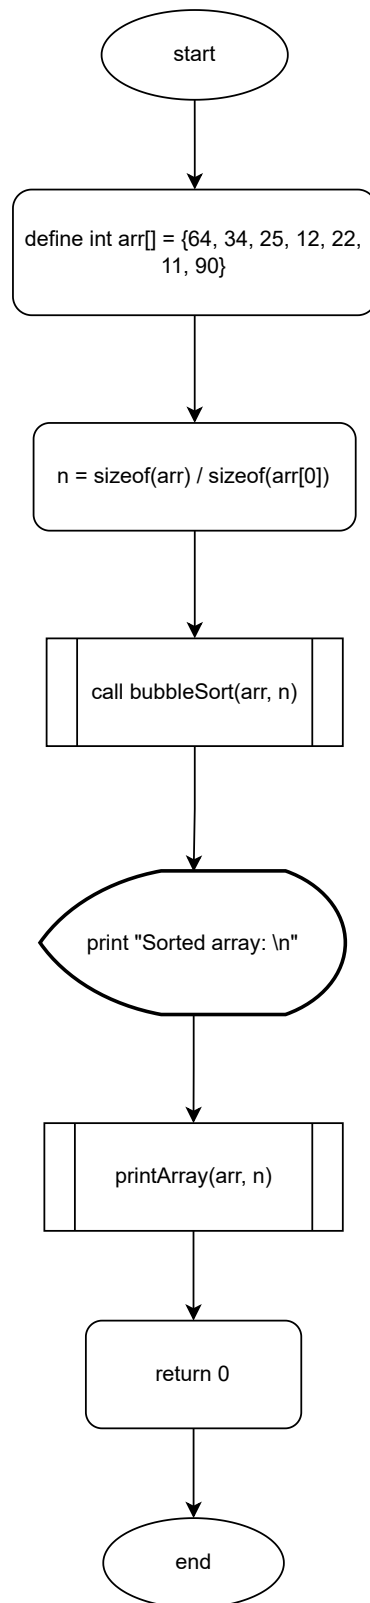 start
define int arr[] = {64, 34, 25, 12, 22,
11, 90}
n = sizeof(arr) / sizeof(arr[0])
call bubbleSort(arr, n)
print "Sorted array: \n"
printArray(arr, n)
return 0
end